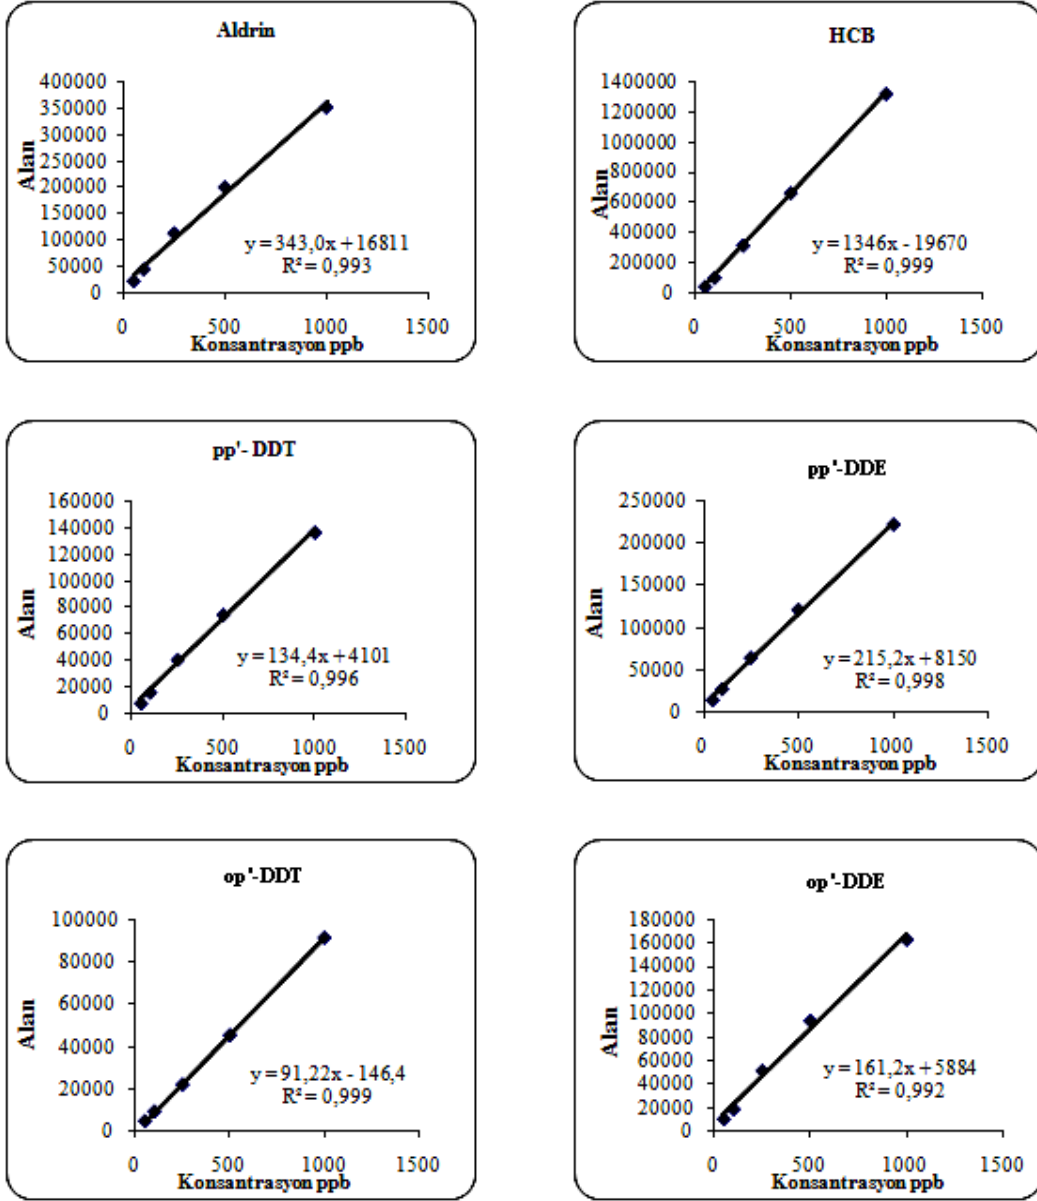 Aldrin
400000
350000
300000
250000
200000
150000
100000
50000
0
Alan
y = 343,0x + 16811
R² = 0,993
0 500 1000 1500
Konsantrasyon ppb
HCB
1400000
1200000
1000000
800000
600000
400000
200000
0
Alan
y = 1346x - 19670
R² = 0,999
0 500 1000 1500
Konsantrasyon ppb
pp'- DDT
160000
140000
120000
100000
80000
60000
40000
20000
0
Alan
y = 134,4x + 4101
R² = 0,996
0 500 1000 1500
Konsantrasyon ppb
pp'-DDE
250000
200000
150000
100000
50000
0
Alan
y = 215,2x + 8150
R² = 0,998
0 500 1000 1500
Konsantrasyon ppb
op'-DDT
100000
80000
60000
40000
20000
0
Alan
y = 91,22x - 146,4
R² = 0,999
0 500 1000 1500
Konsantrasyon ppb
op'-DDE
180000
160000
140000
120000
100000
80000
60000
40000
20000
0
Alan
y = 161,2x + 5884
R² = 0,992
0 500 1000 1500
Konsantrasyon ppb